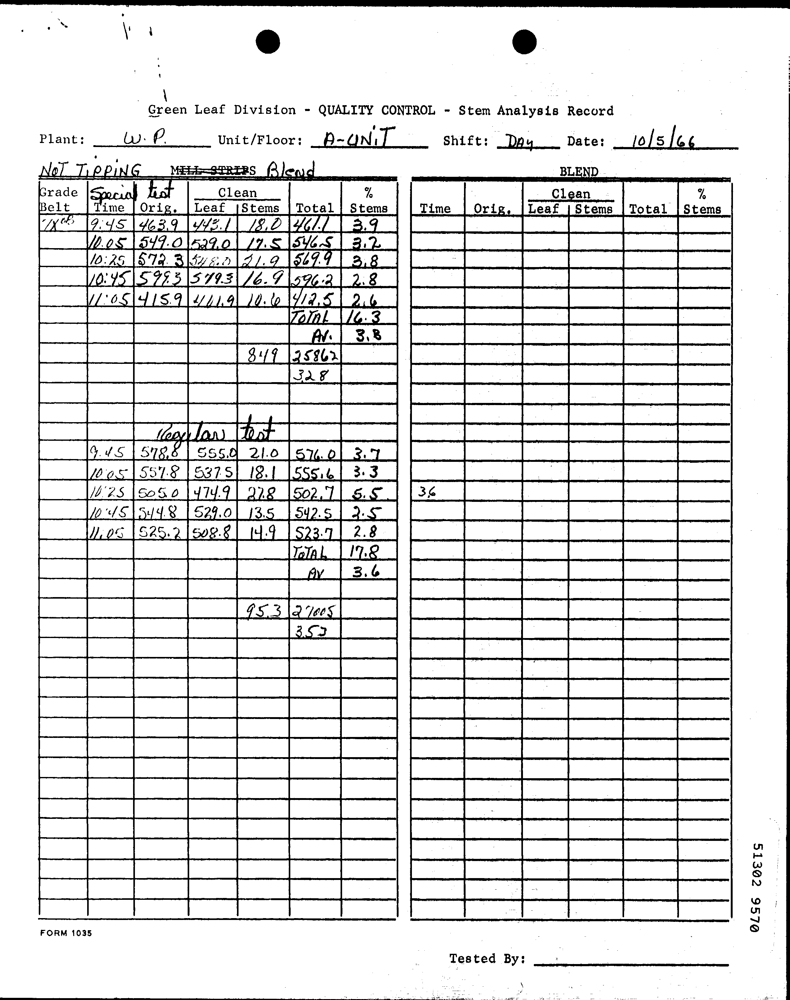 Green Leaf Division - QUALITY CONTROL - Stem Analysis Record
Plant: W. P. Unit/Floor: A-UNiT Shift: DAy Date: 10/5/66
NOT TiPPiNG MILL STRIPS Blend BLEND
Grade Special test Clean % Clean %
Belt Time Orig. Leaf Stems Total Stems Time Orig. Leaf Stems Total Stems
9:45 463.9 443.1 18.0 461.1 3.9
10.05 549.0 529.0 17.5 546.5 3.2
10:25 572.3 548.0 21.9 569.9 3.8
10:45 599.3 579.3 16.9 596.2 2.8
11:05 415.9 401.9 10.6 412.5 2.6
TOTAL 16.3
AV. 3.3
849 25862
328
Regular test
9.45 578.8 555.0 21.0 576.0 3.7
10 05 557.8 537.5 18.1 555.6 3.3
10:25 505.0 474.9 27.8 502.7 5.5 36
10:45 544.8 529.0 13.5 542.5 2.5
11.05 525.2 508.8 14.9 523.7 2.8
TOTAL 17.8
AV 3.6
95.3 27005
3.53
FORM 1035
Tested By:
51302 9570